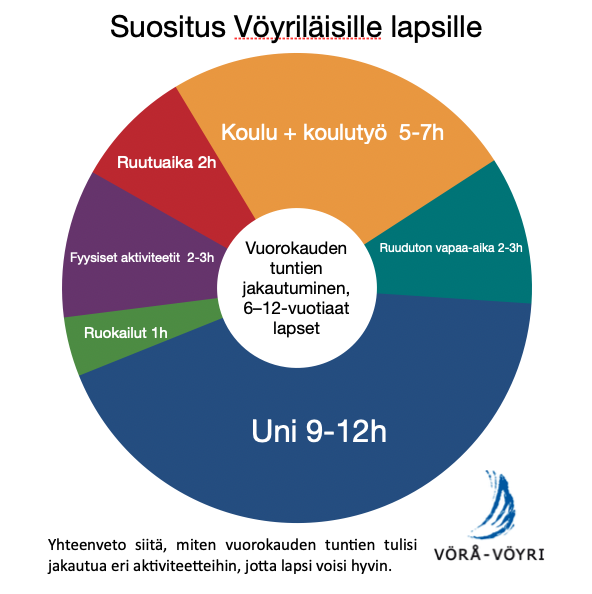 Suositus Vöyriläisille lapsille
Koulu + koulutyö 5-7h
Ruutuaika 2h
Ruuduton vapaa-aika 2-3h
Fyysiset aktiviteetit 2-3h
Vuorokauden
tuntien
jakautuminen,
6–12-vuotiaat
lapset
Ruokailut 1h
Uni 9-12h
Yhteenveto siitä, miten vuorokauden tuntien tulisi
jakautua eri aktiviteetteihin, jotta lapsi voisi hyvin.
VÖRÅ-VÖYRI